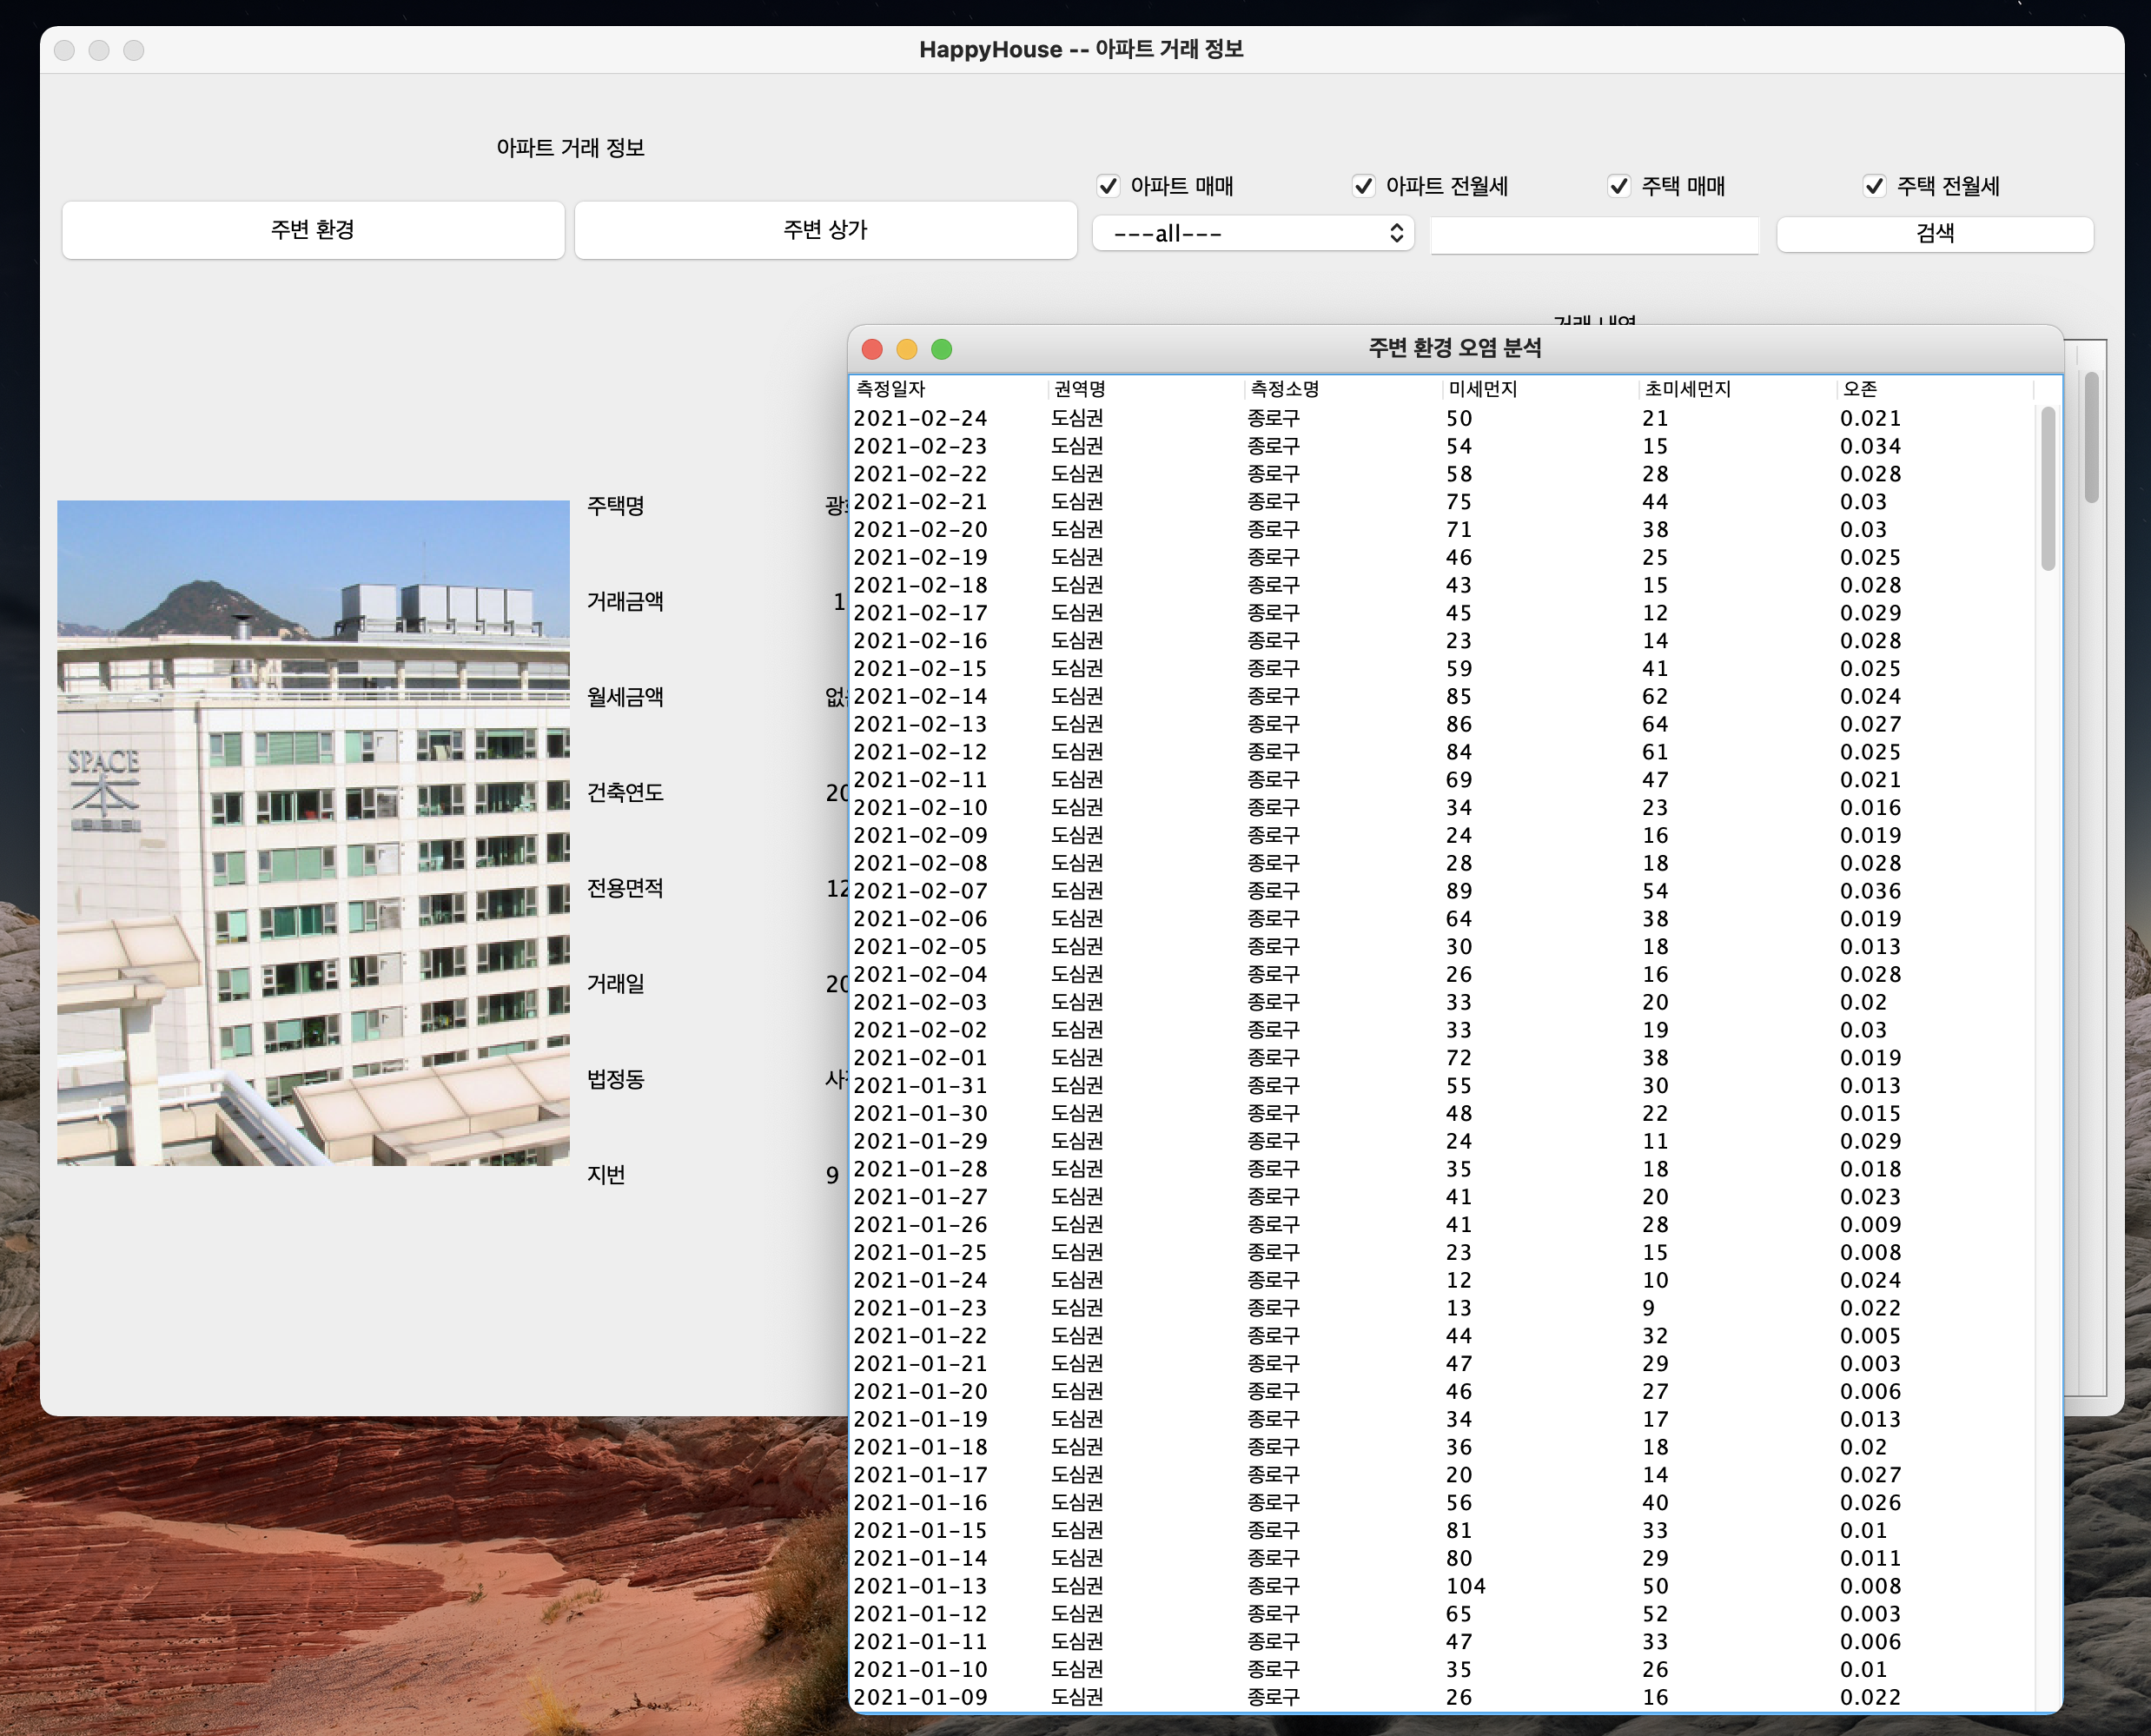 HappyHouse -- 아파트 거래 정보
아파트 거래 정보
아파트 매매 아파트 전월세 주택 매매 주택 전월세
주변 환경 주변 상가 ---all--- 검색
거래 내역
주변 환경 오염 분석
주택명
거래금액 1
월세금액
건축연도 20
전용면적 12
거래일 20
법정동
지번 9
SPACE
本
측정일자 권역명 측정소명 미세먼지 초미세먼지 오존
2021-02-24 도심권 종로구 50 21 0.021
2021-02-23 도심권 종로구 54 15 0.034
2021-02-22 도심권 종로구 58 28 0.028
2021-02-21 도심권 종로구 75 44 0.03
2021-02-20 도심권 종로구 71 38 0.03
2021-02-19 도심권 종로구 46 25 0.025
2021-02-18 도심권 종로구 43 15 0.028
2021-02-17 도심권 종로구 45 12 0.029
2021-02-16 도심권 종로구 23 14 0.028
2021-02-15 도심권 종로구 59 41 0.025
2021-02-14 도심권 종로구 85 62 0.024
2021-02-13 도심권 종로구 86 64 0.027
2021-02-12 도심권 종로구 84 61 0.025
2021-02-11 도심권 종로구 69 47 0.021
2021-02-10 도심권 종로구 34 23 0.016
2021-02-09 도심권 종로구 24 16 0.019
2021-02-08 도심권 종로구 28 18 0.028
2021-02-07 도심권 종로구 89 54 0.036
2021-02-06 도심권 종로구 64 38 0.019
2021-02-05 도심권 종로구 30 18 0.013
2021-02-04 도심권 종로구 26 16 0.028
2021-02-03 도심권 종로구 33 20 0.02
2021-02-02 도심권 종로구 33 19 0.03
2021-02-01 도심권 종로구 72 38 0.019
2021-01-31 도심권 종로구 55 30 0.013
2021-01-30 도심권 종로구 48 22 0.015
2021-01-29 도심권 종로구 24 11 0.029
2021-01-28 도심권 종로구 35 18 0.018
2021-01-27 도심권 종로구 41 20 0.023
2021-01-26 도심권 종로구 41 28 0.009
2021-01-25 도심권 종로구 23 15 0.008
2021-01-24 도심권 종로구 12 10 0.024
2021-01-23 도심권 종로구 13 9 0.022
2021-01-22 도심권 종로구 44 32 0.005
2021-01-21 도심권 종로구 47 29 0.003
2021-01-20 도심권 종로구 46 27 0.006
2021-01-19 도심권 종로구 34 17 0.013
2021-01-18 도심권 종로구 36 18 0.02
2021-01-17 도심권 종로구 20 14 0.027
2021-01-16 도심권 종로구 56 40 0.026
2021-01-15 도심권 종로구 81 33 0.01
2021-01-14 도심권 종로구 80 29 0.011
2021-01-13 도심권 종로구 104 50 0.008
2021-01-12 도심권 종로구 65 52 0.003
2021-01-11 도심권 종로구 47 33 0.006
2021-01-10 도심권 종로구 35 26 0.01
2021-01-09 도심권 종로구 26 16 0.022